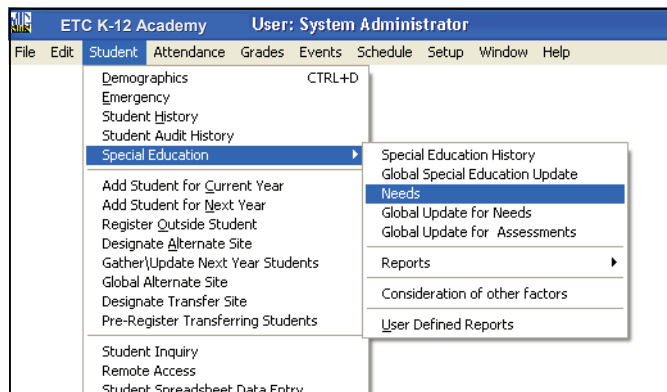 ETC K-12 Academy User: System Administrator
File Edit Student Attendance Grades Events Schedule Setup Window Help
Demographics CTRL+D
Emergency
Student History
Student Audit History
Special Education
Special Education History
Global Special Education Update
Needs
Global Update for Needs
Global Update for Assessments
Reports
Consideration of other factors
User Defined Reports
Add Student for Current Year
Add Student for Next Year
Register Outside Student
Designate Alternate Site
Gather\Update Next Year Students
Global Alternate Site
Designate Transfer Site
Pre-Register Transferring Students
Student Inquiry
Remote Access
Student Spreadsheet Data Entry